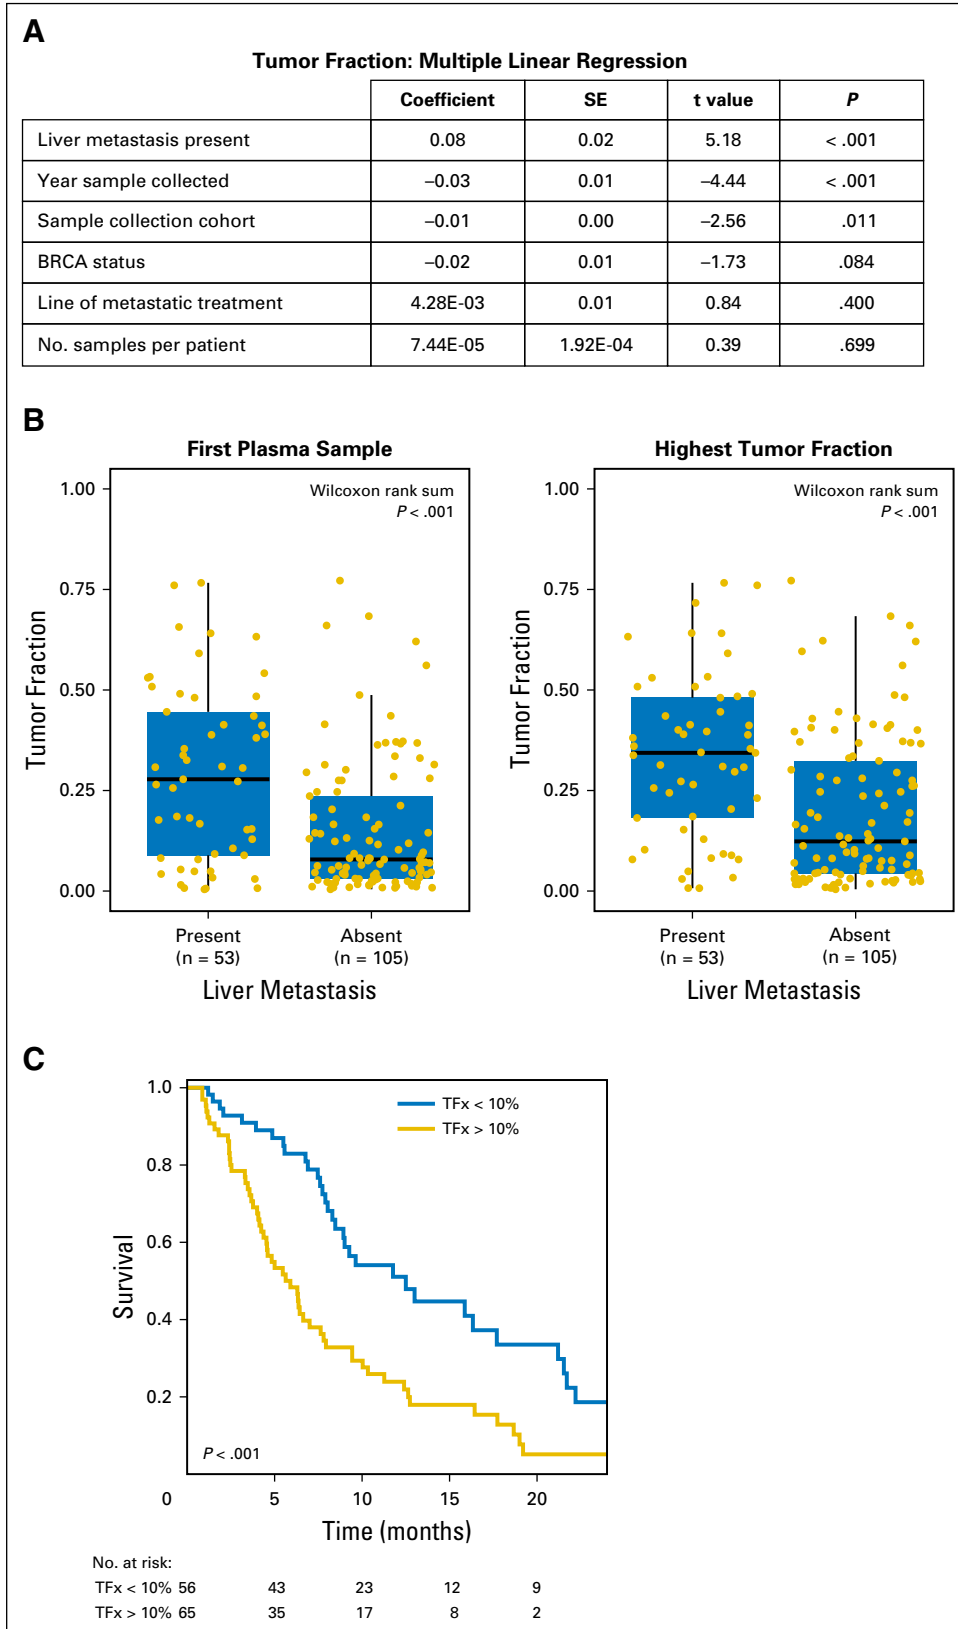 A
Tumor Fraction: Multiple Linear Regression
Coefficient SE t value P
Liver metastasis present 0.08 0.02 5.18 < .001
Year sample collected –0.03 0.01 –4.44 < .001
Sample collection cohort –0.01 0.00 –2.56 .011
BRCA status –0.02 0.01 –1.73 .084
Line of metastatic treatment 4.28E-03 0.01 0.84 .400
No. samples per patient 7.44E-05 1.92E-04 0.39 .699
B
First Plasma Sample
Wilcoxon rank sum
P < .001
1.00
0.75
0.50
0.25
0.00
Tumor Fraction
Present Absent
(n = 53) (n = 105)
Liver Metastasis
Highest Tumor Fraction
Wilcoxon rank sum
P < .001
1.00
0.75
0.50
0.25
0.00
Tumor Fraction
Present Absent
(n = 53) (n = 105)
Liver Metastasis
C
TFx < 10%
TFx > 10%
1.0
0.8
0.6
0.4
0.2
Survival
P < .001
0 5 10 15 20
Time (months)
No. at risk:
TFx < 10% 56 43 23 12 9
TFx > 10% 65 35 17 8 2